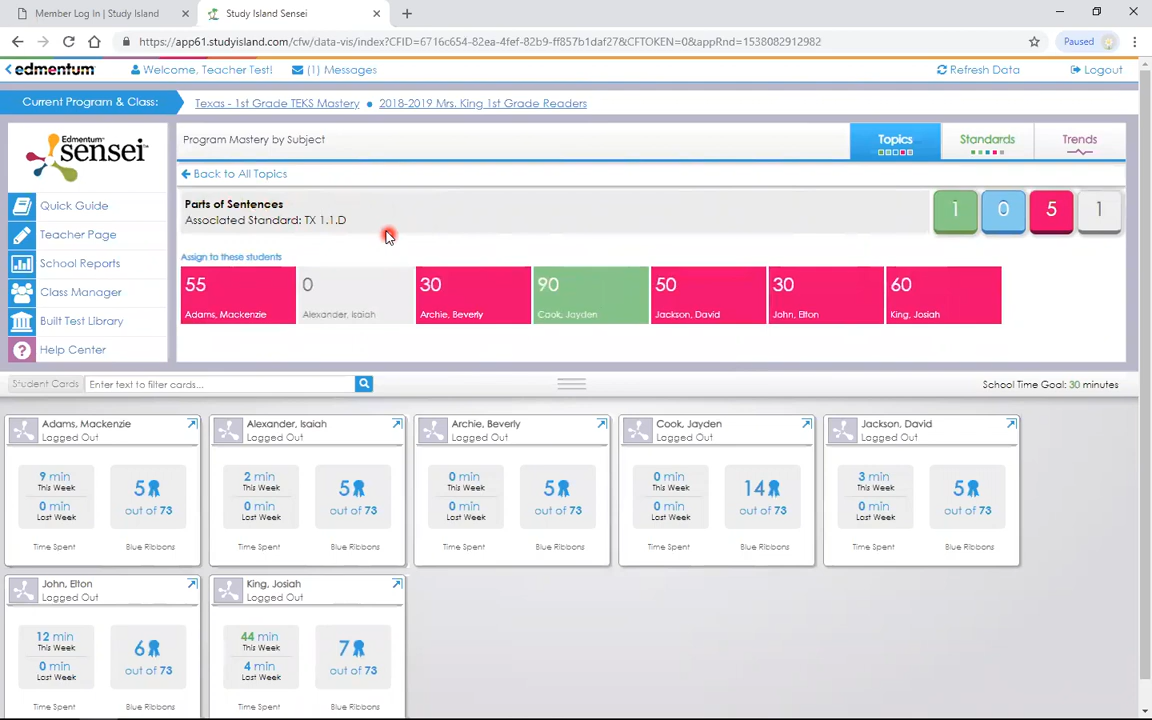 Member Log In | Study Island
Study Island Sensei
https://app61.studyisland.com/cfw/data-vis/index?CFID=6716c654-82ea-4fef-82b9-ff857b1daf27&CFTOKEN=0&appRnd=1538082912982
Paused
edmentum
Welcome, Teacher Test!
(1) Messages
Refresh Data
Logout
Current Program & Class:
Texas - 1st Grade TEKS Mastery
2018-2019 Mrs. King 1st Grade Readers
Edmentum
sensei
Quick Guide
Teacher Page
School Reports
Class Manager
Built Test Library
Help Center
Program Mastery by Subject
Topics
Standards
Trends
Back to All Topics
Parts of Sentences
Associated Standard: TX 1.1.D
1
0
5
1
Assign to these students
55
Adams, Mackenzie
0
Alexander, Isaiah
30
Archie, Beverly
90
Cook, Jayden
50
Jackson, David
30
John, Elton
60
King, Josiah
Student Cards
Enter text to filter cards...
School Time Goal: 30 minutes
Adams, Mackenzie
Logged Out
9 min
This Week
0 min
Last Week
Time Spent
5
out of 73
Blue Ribbons
Alexander, Isaiah
Logged Out
2 min
This Week
0 min
Last Week
Time Spent
5
out of 73
Blue Ribbons
Archie, Beverly
Logged Out
0 min
This Week
0 min
Last Week
Time Spent
5
out of 73
Blue Ribbons
Cook, Jayden
Logged Out
0 min
This Week
0 min
Last Week
Time Spent
14
out of 73
Blue Ribbons
Jackson, David
Logged Out
3 min
This Week
0 min
Last Week
Time Spent
5
out of 73
Blue Ribbons
John, Elton
Logged Out
12 min
This Week
0 min
Last Week
Time Spent
6
out of 73
Blue Ribbons
King, Josiah
Logged Out
44 min
This Week
4 min
Last Week
Time Spent
7
out of 73
Blue Ribbons